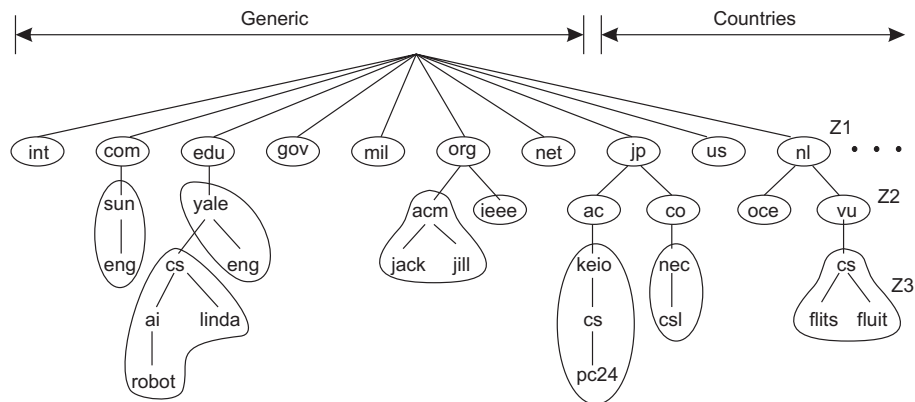 Generic Countries
Z1
int com edu gov mil org net jp us nl . . .
sun yale acm ieee ac co oce vu Z2
eng eng jack jill keio nec cs Z3
cs
ai linda cs csl flits fluit
robot pc24